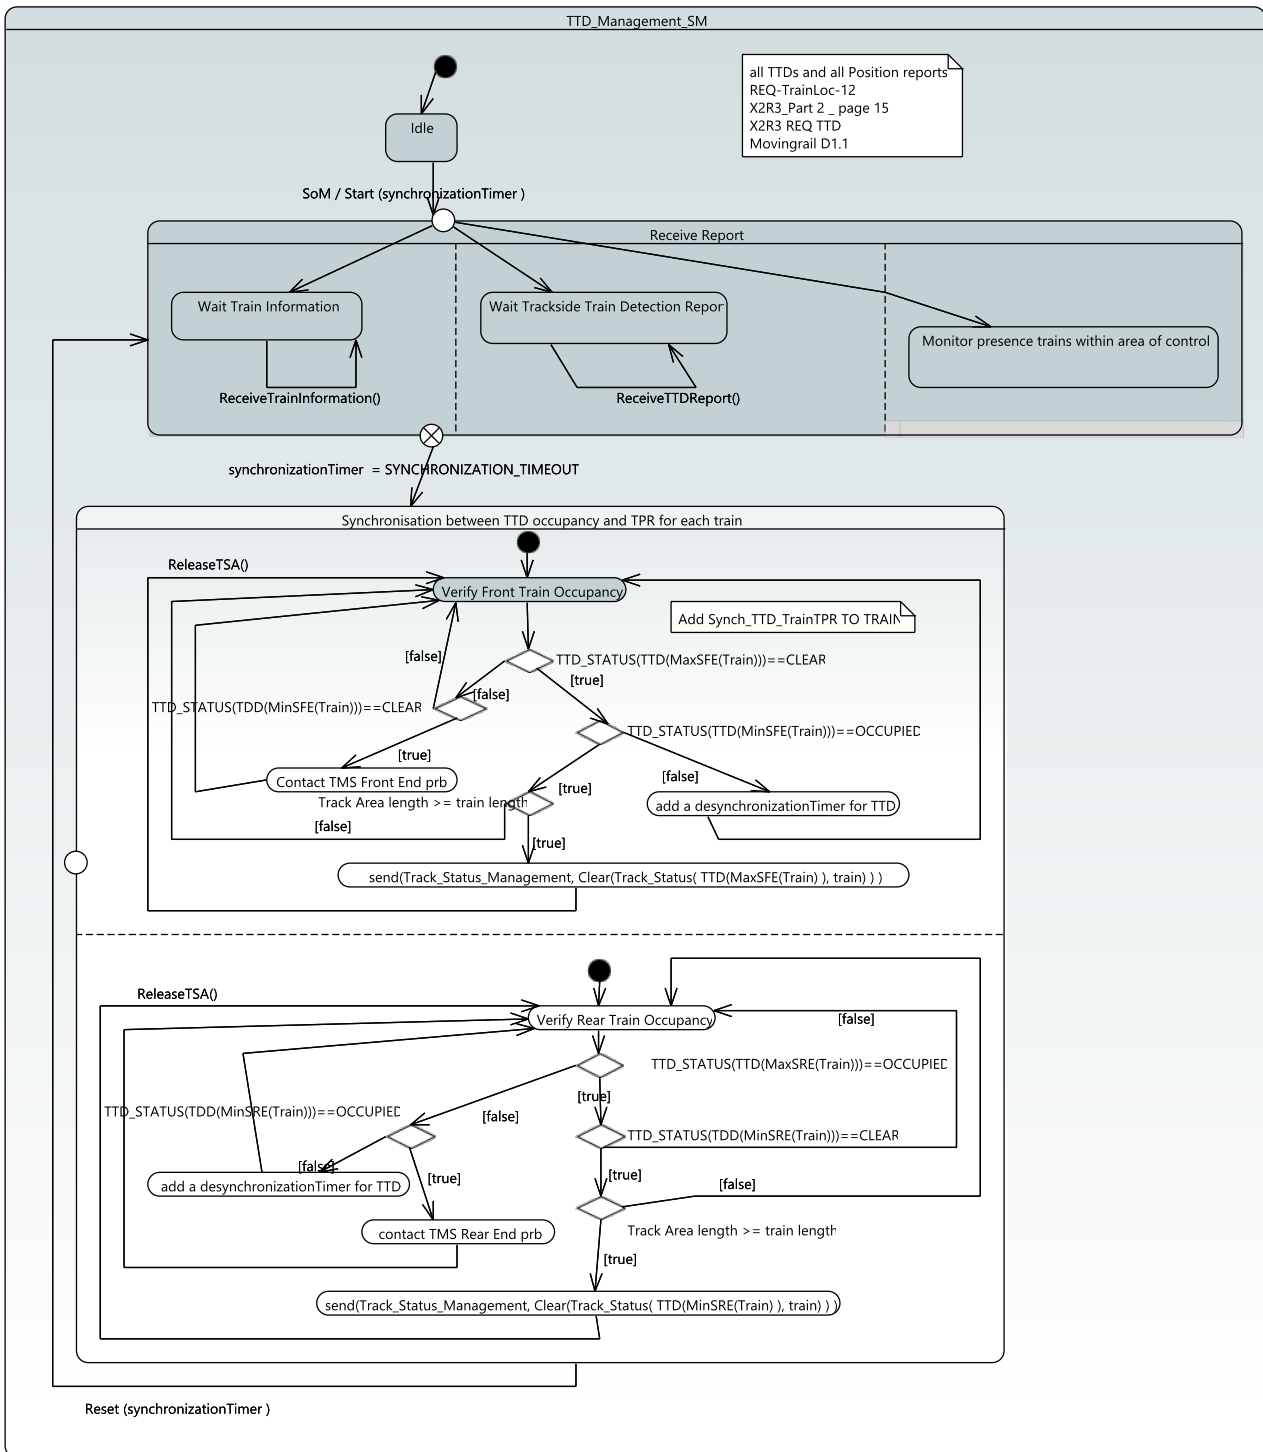 TTD_Management_SM
all TTDs and all Position reports
REQ-TrainLoc-12
X2R3_Part 2 _ page 15
X2R3 REQ TTD
Movingrail D1.1
Idle
SoM / Start (synchronizationTimer )
Receive Report
Wait Train Information
Wait Trackside Train Detection Repor
Monitor presence trains within area of control
ReceiveTrainInformation()
ReceiveTTDReport()
synchronizationTimer = SYNCHRONIZATION_TIMEOUT
Synchronisation between TTD occupancy and TPR for each train
ReleaseTSA()
Verify Front Train Occupancy
Add Synch_TTD_TrainTPR TO TRAIN
[false]
TTD_STATUS(TTD(MaxSFE(Train)))==CLEAR
[true]
[false]
TTD_STATUS(TDD(MinSFE(Train)))==CLEAR
TTD_STATUS(TTD(MinSFE(Train)))==OCCUPIED
[true]
Contact TMS Front End prb
[false]
[true]
Track Area length >= train length
add a desynchronizationTimer for TTD
[false]
[true]
send(Track_Status_Management, Clear(Track_Status( TTD(MaxSFE(Train) ), train) ) )
ReleaseTSA()
Verify Rear Train Occupancy
[false]
TTD_STATUS(TTD(MaxSRE(Train)))==OCCUPIED
[true]
TTD_STATUS(TDD(MinSRE(Train)))==OCCUPIED
[false]
TTD_STATUS(TDD(MinSRE(Train)))==CLEAR
[false]
[true]
[true]
[false]
add a desynchronizationTimer for TTD
contact TMS Rear End prb
Track Area length >= train length
[true]
send(Track_Status_Management, Clear(Track_Status( TTD(MinSRE(Train) ), train) ) )
Reset (synchronizationTimer )